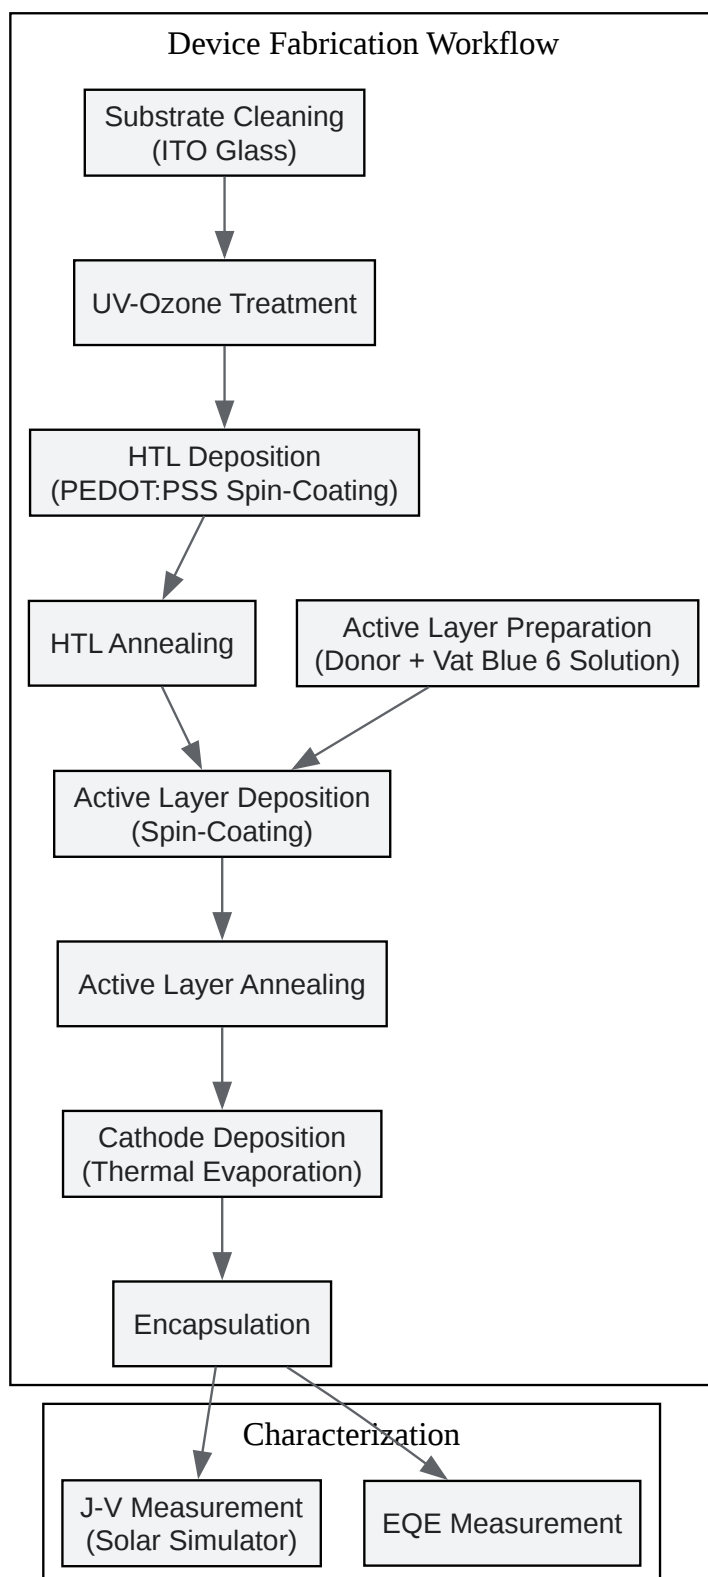 Device Fabrication Workflow
Substrate Cleaning
(ITO Glass)
UV-Ozone Treatment
HTL Deposition
(PEDOT:PSS Spin-Coating)
HTL Annealing
Active Layer Preparation
(Donor + Vat Blue 6 Solution)
Active Layer Deposition
(Spin-Coating)
Active Layer Annealing
Cathode Deposition
(Thermal Evaporation)
Encapsulation
Characterization
J-V Measurement
(Solar Simulator)
EQE Measurement